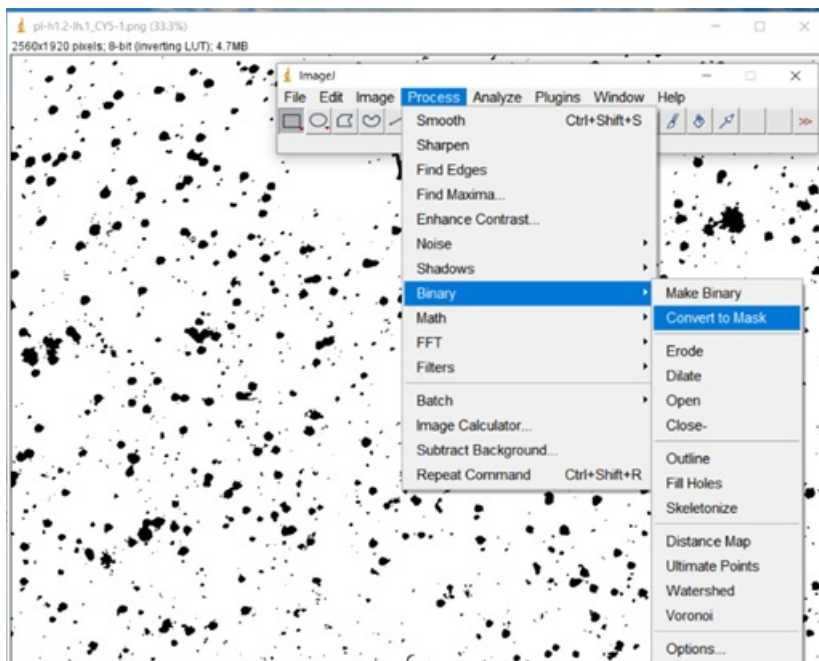 pl-h1.2-lh.1_CY5-1.png (33.3%)
2560x1920 pixels; 8-bit (inverting LUT); 4.7MB
ImageJ
File Edit Image Process Analyze Plugins Window Help
Smooth Ctrl+Shift+S
Sharpen
Find Edges
Find Maxima...
Enhance Contrast...
Noise
Shadows
Binary
Math
FFT
Filters
Batch
Image Calculator...
Subtract Background...
Repeat Command Ctrl+Shift+R
Make Binary
Convert to Mask
Erode
Dilate
Open
Close-
Outline
Fill Holes
Skeletonize
Distance Map
Ultimate Points
Watershed
Voronoi
Options...